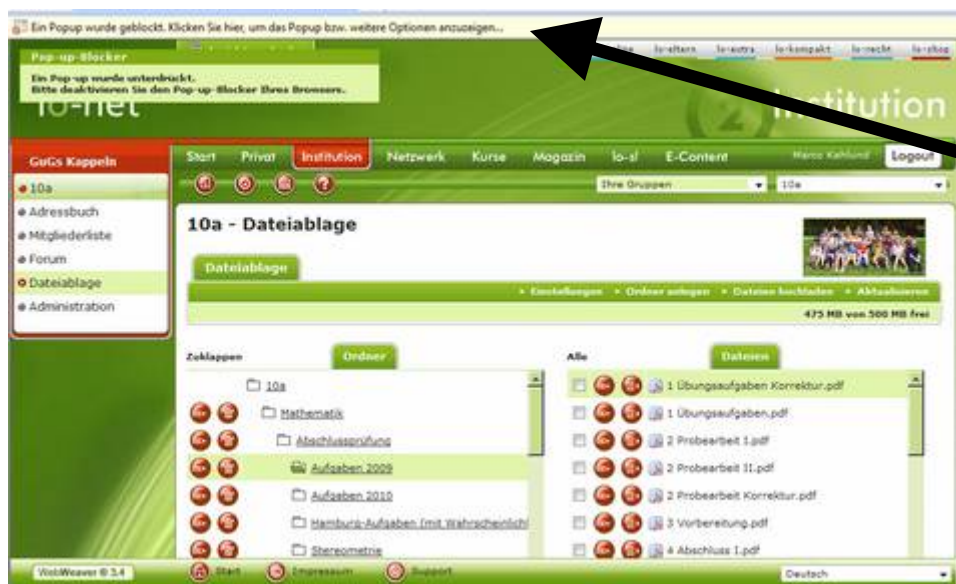 Ein Popup wurde geblockt. Klicken Sie hier, um das Popup bzw. weitere Optionen anzuzeigen...
Pop-up-Blocker
Ein Pop-up wurde unterdrückt.
Bitte deaktivieren Sie den Pop-up-Blocker Ihres Browsers.
lo-eltern lo-extra lo-kompakt lo-recht lo-shop
lo-net
2 Institution
GuGs Kappeln
Start Privat Institution Netzwerk Kurse Magazin lo-sl E-Content Marco Kahlund Logout
10a
Ihre Gruppen 10a
Adressbuch
Mitgliederliste
Forum
Dateiablage
Administration
10a - Dateiablage
Dateiablage
Einstellungen Ordner anlegen Dateien hochladen Aktualisieren
475 MB von 500 MB frei
Zuklappen Ordner
10a
Mathematik
Abschlussprüfung
Aufgaben 2009
Aufgaben 2010
Hamburg-Aufgaben (mit Wahrscheinlich
Stereometrie
Alle Dateien
1 Übungsaufgaben Korrektur.pdf
1 Übungsaufgaben.pdf
2 Probearbeit I.pdf
2 Probearbeit II.pdf
2 Probearbeit Korrektur.pdf
3 Vorbereitung.pdf
4 Abschluss I.pdf
WebWeaver ® 3.4 Start Impressum Support Deutsch